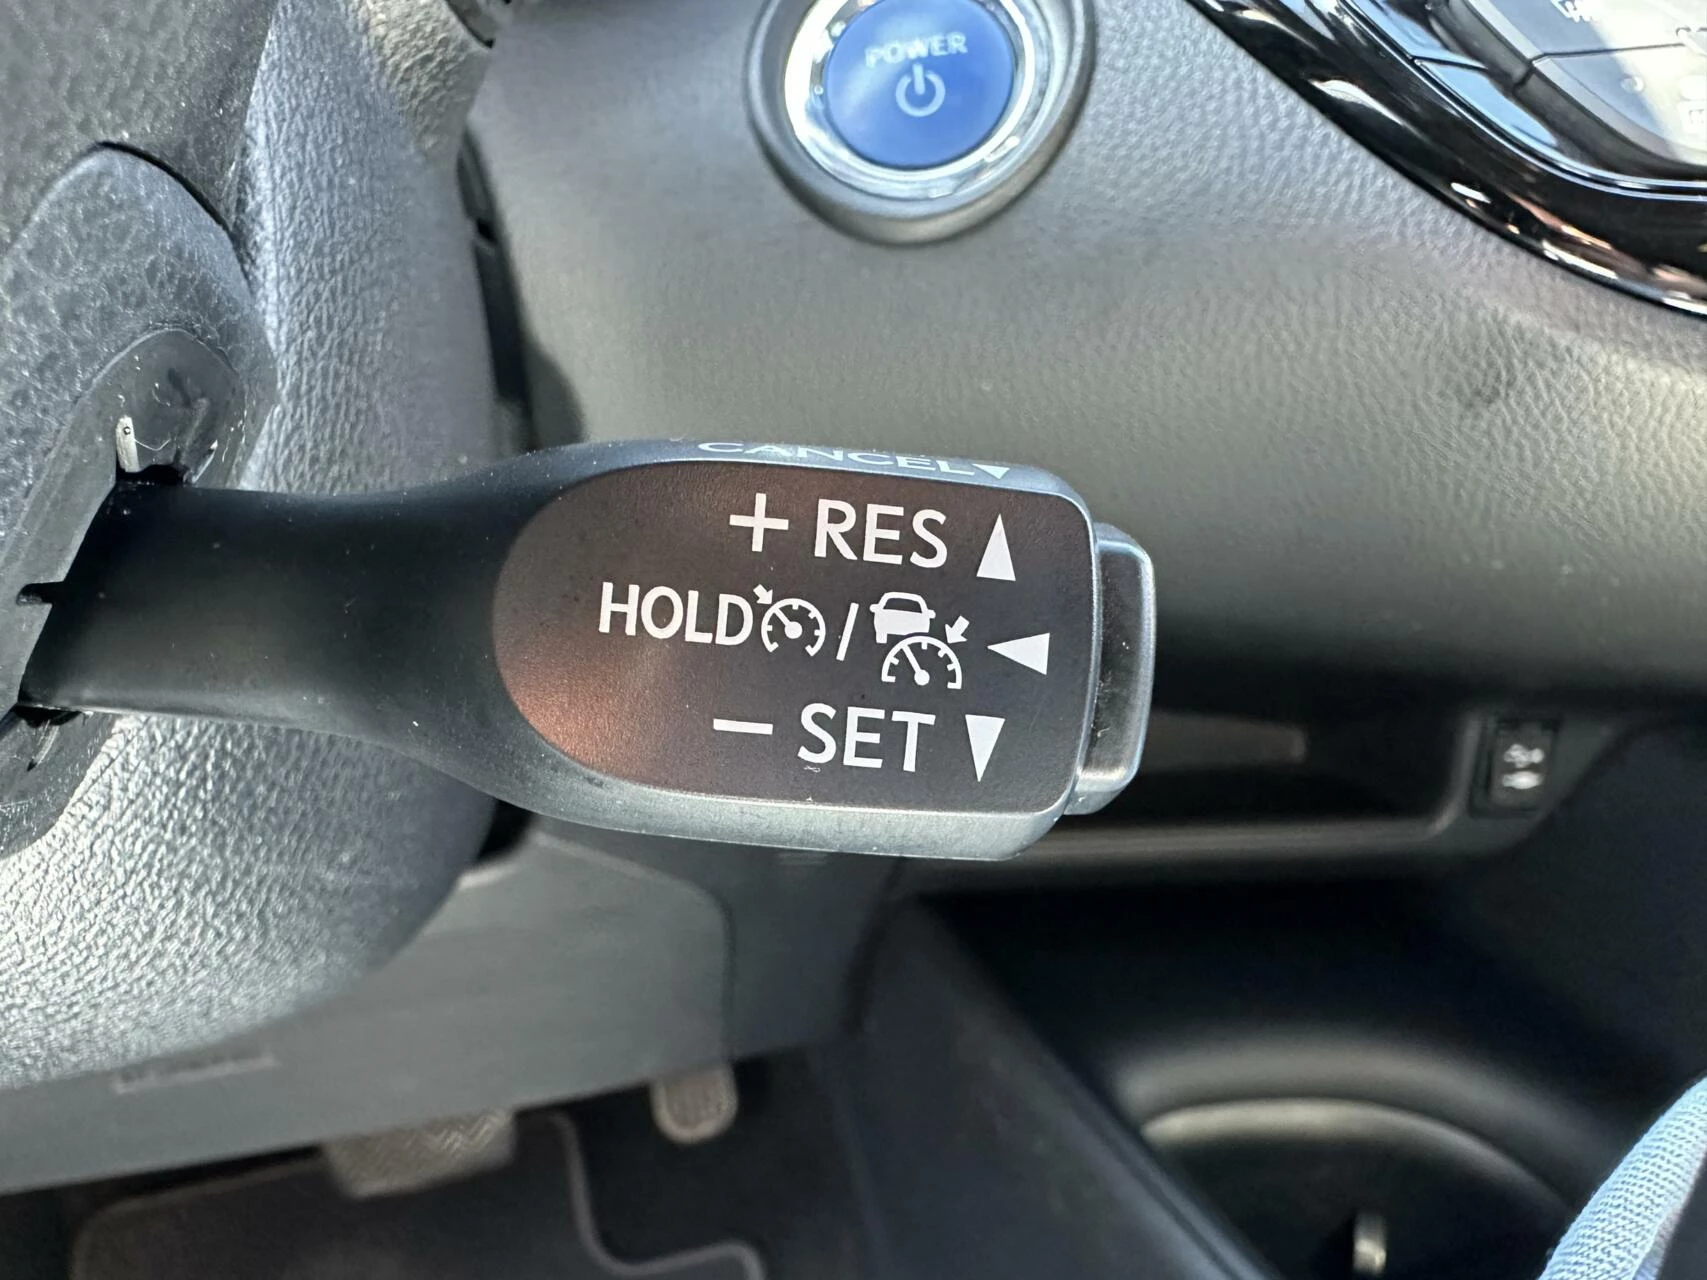 POWER
CANCEL
+ RES
HOLD /
- SET